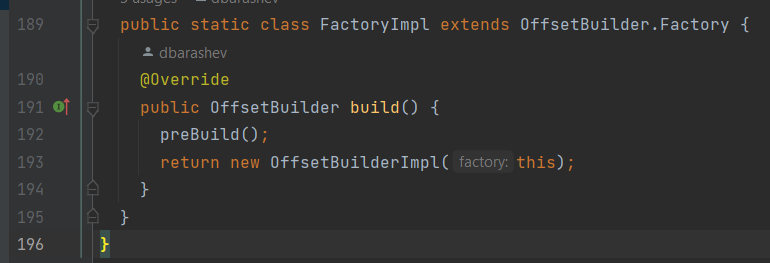 5 usages dbarashev
189 public static class FactoryImpl extends OffsetBuilder.Factory {
dbarashev
190 @Override
191 public OffsetBuilder build() {
192 preBuild();
193 return new OffsetBuilderImpl( factory: this);
194 }
195 }
196 }